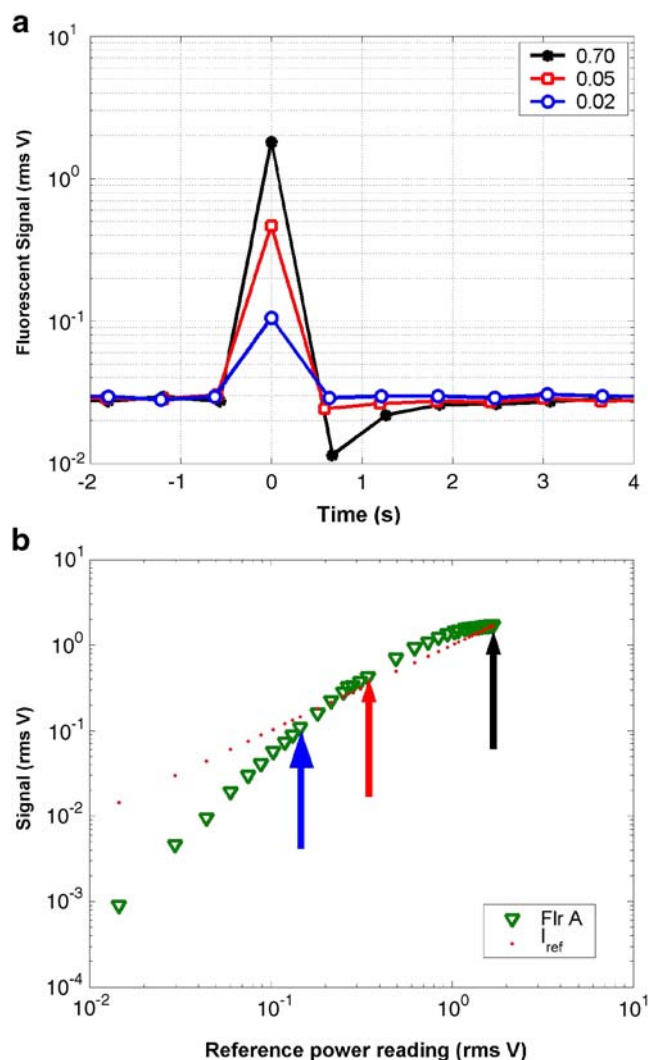 a
10^1
0.70
0.05
0.02
10^0
10^-1
10^-2
Fluorescent Signal (rms V)
-2 -1 0 1 2 3 4
Time (s)
b
10^1
10^0
10^-1
10^-2
10^-3
10^-4
Signal (rms V)
Flr A
I_ref
10^-2 10^-1 10^0 10^1
Reference power reading (rms V)